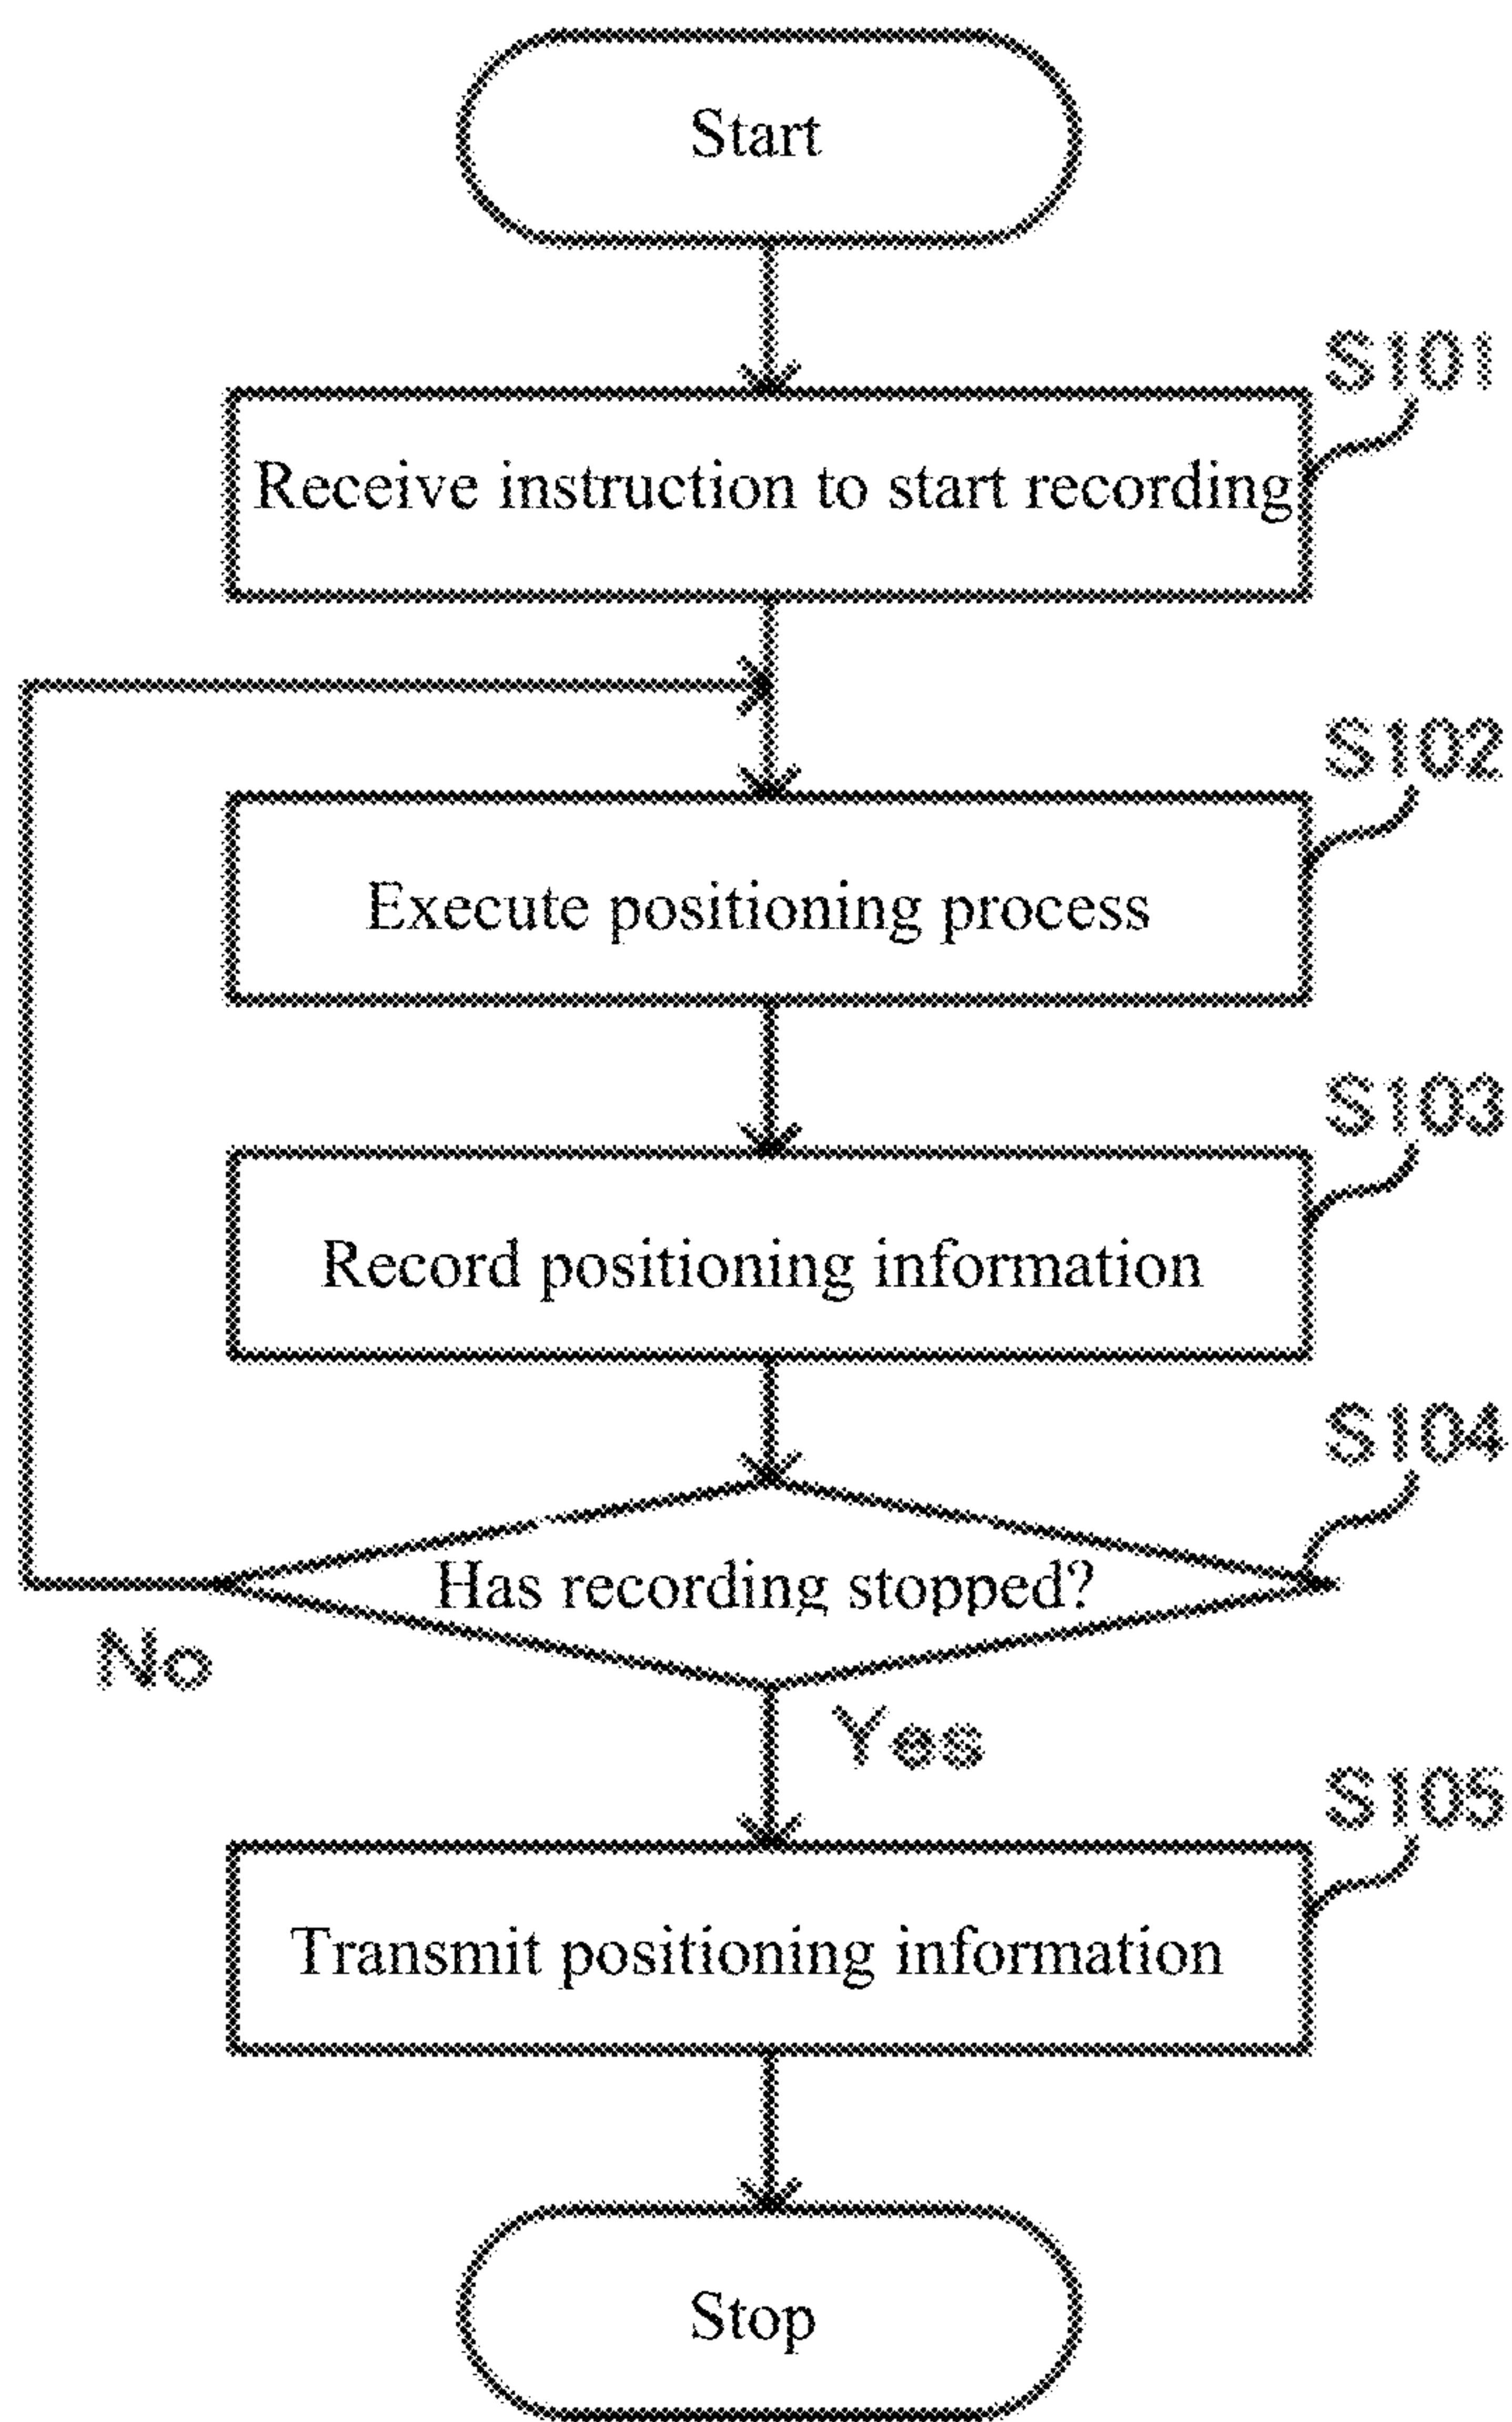 Start
S101
Receive instruction to start recording
S102
Execute positioning process
S103
Record positioning information
S104
Has recording stopped?
No
Yes
S105
Transmit positioning information
Stop